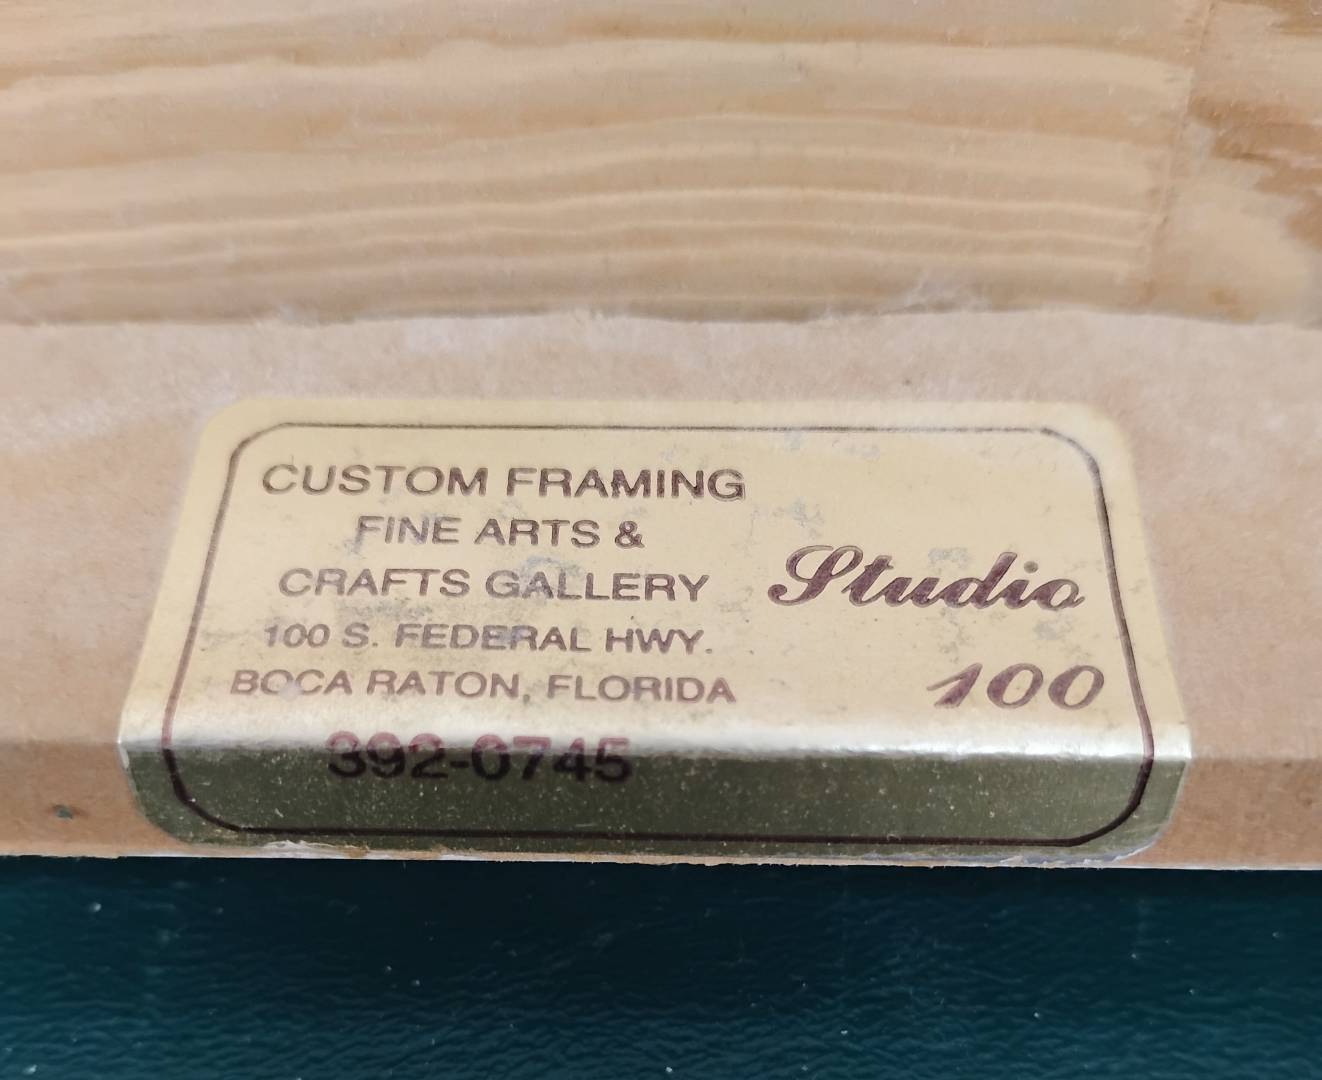 CUSTOM FRAMING
FINE ARTS &
CRAFTS GALLERY
100 S. FEDERAL HWY.
BOCA RATON, FLORIDA
392-0745
Studio
100